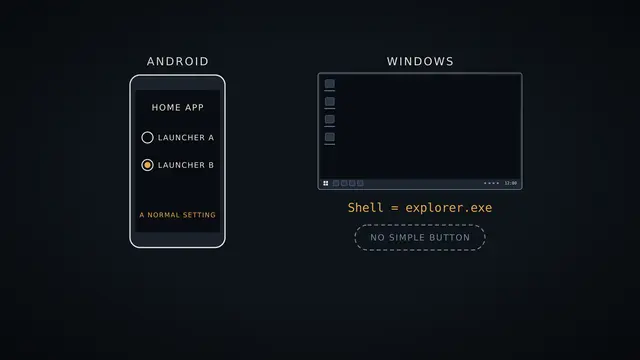 ANDROID
HOME APP
LAUNCHER A
LAUNCHER B
A NORMAL SETTING
WINDOWS
12:00
Shell = explorer.exe
NO SIMPLE BUTTON